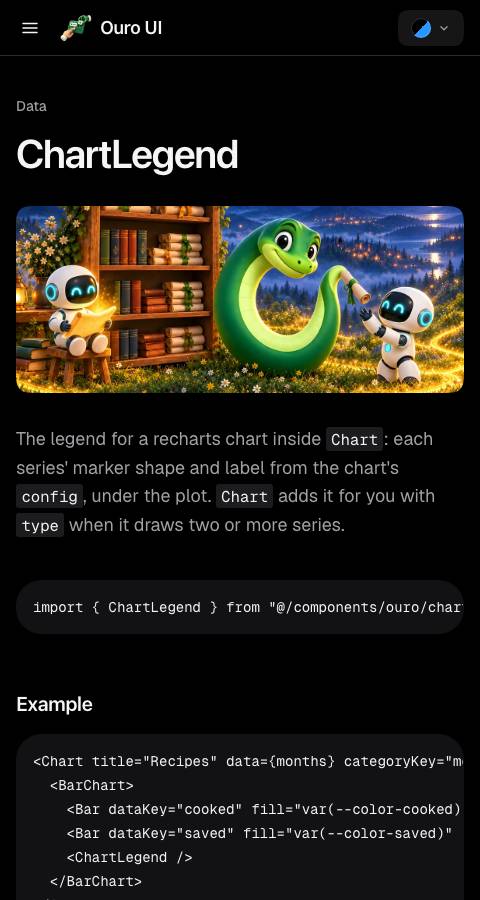 Ouro UI
Data
ChartLegend
The legend for a recharts chart inside Chart: each
series' marker shape and label from the chart's
config, under the plot. Chart adds it for you with
type when it draws two or more series.
import { ChartLegend } from "@/components/ouro/char
Example
<Chart title="Recipes" data={months} categoryKey="m
<BarChart>
<Bar dataKey="cooked" fill="var(--color-cooked)
<Bar dataKey="saved" fill="var(--color-saved)"
<ChartLegend />
</BarChart>